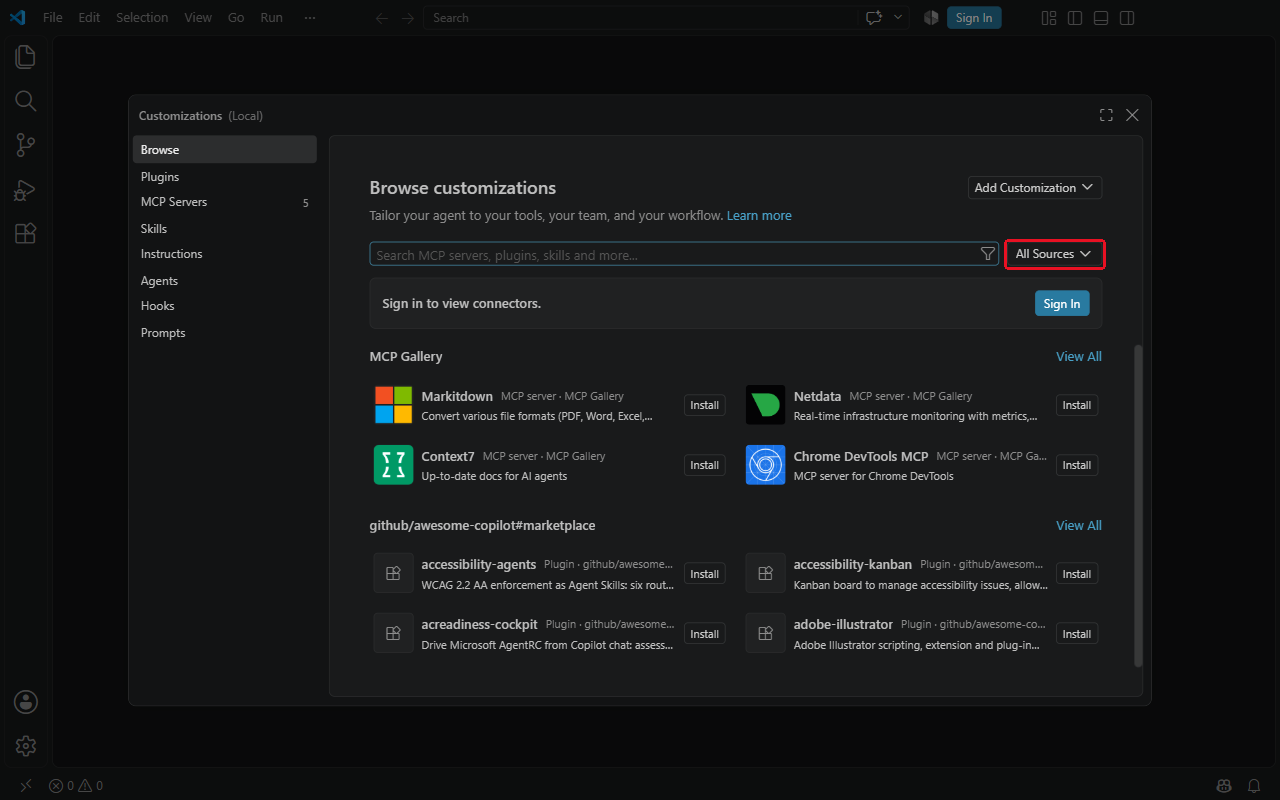 File Edit Selection View Go Run ··· Search Sign In
Customizations (Local)
Browse
Plugins
MCP Servers 5
Skills
Instructions
Agents
Hooks
Prompts
Browse customizations
Add Customization
Tailor your agent to your tools, your team, and your workflow. Learn more
Search MCP servers, plugins, skills and more...
All Sources
Sign in to view connectors.
Sign In
MCP Gallery
View All
Markitdown MCP server · MCP Gallery
Convert various file formats (PDF, Word, Excel,...
Install
Netdata MCP server · MCP Gallery
Real-time infrastructure monitoring with metrics,...
Install
Context7 MCP server · MCP Gallery
Up-to-date docs for AI agents
Install
Chrome DevTools MCP MCP server · MCP Ga...
MCP server for Chrome DevTools
Install
github/awesome-copilot#marketplace
View All
accessibility-agents Plugin · github/awesome...
WCAG 2.2 AA enforcement as Agent Skills: six rout...
Install
accessibility-kanban Plugin · github/awesom...
Kanban board to manage accessibility issues, allow...
Install
acreadiness-cockpit Plugin · github/awesome...
Drive Microsoft AgentRC from Copilot chat: assess...
Install
adobe-illustrator Plugin · github/awesome-co...
Adobe Illustrator scripting, extension and plug-in...
Install
0 0